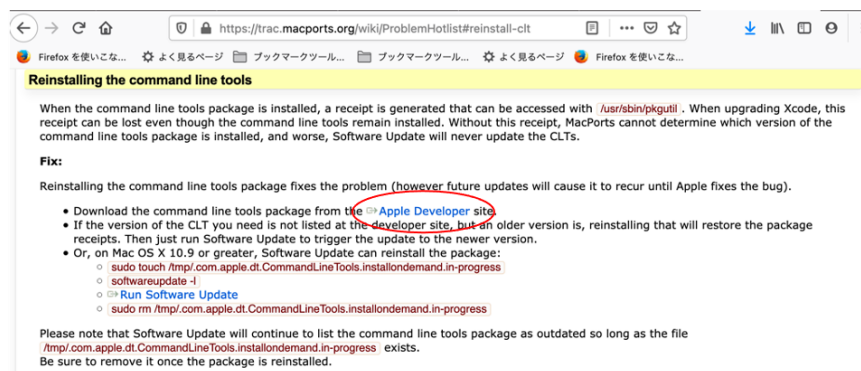 https://trac.macports.org/wiki/ProblemHotlist#reinstall-clt
Firefox を使いこな... よく見るページ ブックマークツール... ブックマークツール... よく見るページ Firefox を使いこな...
Reinstalling the command line tools
When the command line tools package is installed, a receipt is generated that can be accessed with /usr/sbin/pkgutil . When upgrading Xcode, this
receipt can be lost even though the command line tools remain installed. Without this receipt, MacPorts cannot determine which version of the
command line tools package is installed, and worse, Software Update will never update the CLTs.
Fix:
Reinstalling the command line tools package fixes the problem (however future updates will cause it to recur until Apple fixes the bug).
Download the command line tools package from the Apple Developer site.
If the version of the CLT you need is not listed at the developer site, but an older version is, reinstalling that will restore the package
receipts. Then just run Software Update to trigger the update to the newer version.
Or, on Mac OS X 10.9 or greater, Software Update can reinstall the package:
sudo touch /tmp/.com.apple.dt.CommandLineTools.installondemand.in-progress
softwareupdate -l
Run Software Update
sudo rm /tmp/.com.apple.dt.CommandLineTools.installondemand.in-progress
Please note that Software Update will continue to list the command line tools package as outdated so long as the file
/tmp/.com.apple.dt.CommandLineTools.installondemand.in-progress exists.
Be sure to remove it once the package is reinstalled.